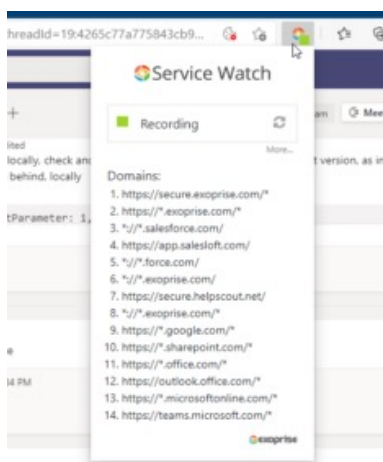 hreadId=19:4265c77a775843cb9...
Service Watch
Recording
More...
Domains:
1. https://secure.exoprise.com/*
2. https://*.exoprise.com/*
3. *://*.salesforce.com/
4. https://app.salesloft.com/
5. *://*.force.com/
6. *://*.exoprise.com/
7. https://secure.helpscout.net/
8. *://*.exoprise.com/*
9. https://*.google.com/*
10. https://*.sharepoint.com/*
11. https://*.office.com/*
12. https://outlook.office.com/*
13. https://*.microsoftonline.com/*
14. https://teams.microsoft.com/*
exoprise
ited
locally. check and
behind, locally
tParameter: 1,
PM
am
Mee
t version, as in